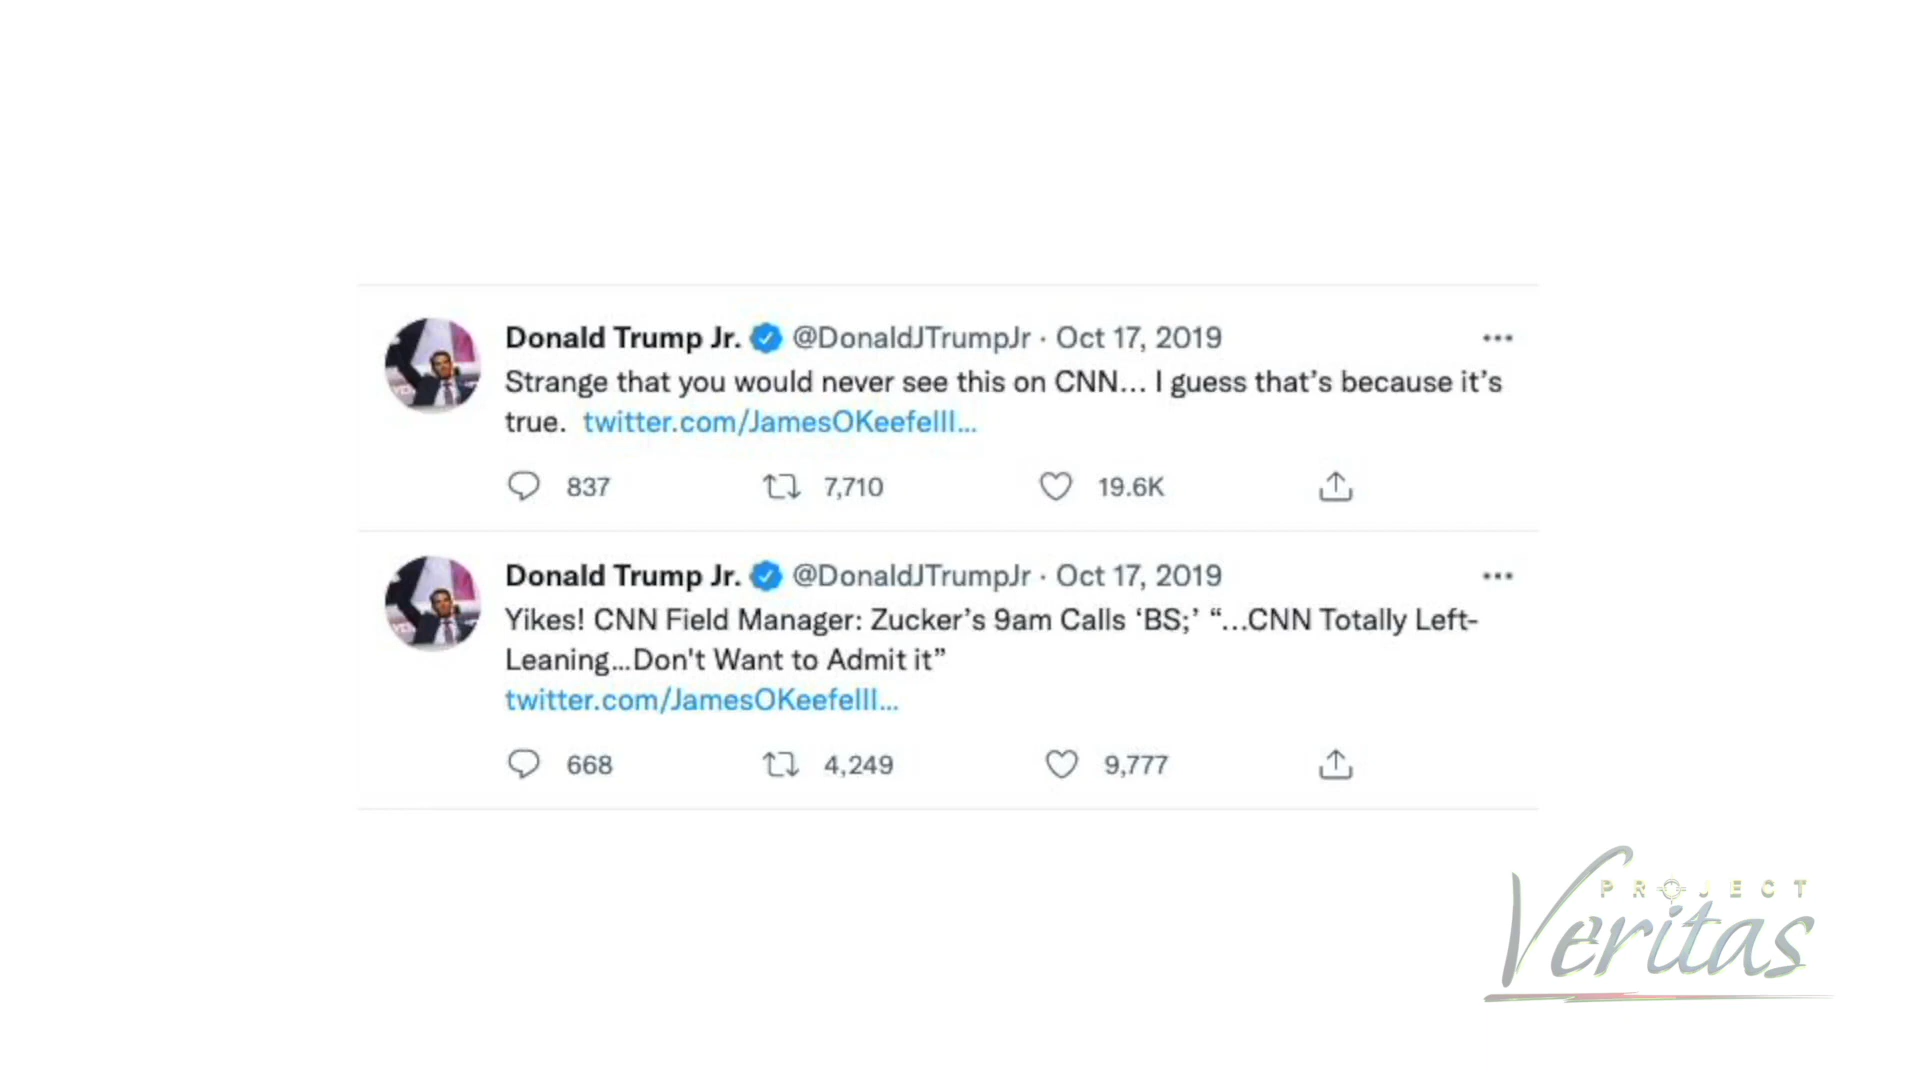 Donald Trump Jr. @DonaldJTrumpJr · Oct 17, 2019
Strange that you would never see this on CNN... I guess that’s because it’s
true. twitter.com/JamesOKeefeIII...
837 7,710 19.6K
Donald Trump Jr. @DonaldJTrumpJr · Oct 17, 2019
Yikes! CNN Field Manager: Zucker’s 9am Calls ‘BS;’ “...CNN Totally Left-
Leaning...Don't Want to Admit it”
twitter.com/JamesOKeefeIII...
668 4,249 9,777
PROJECT
Veritas